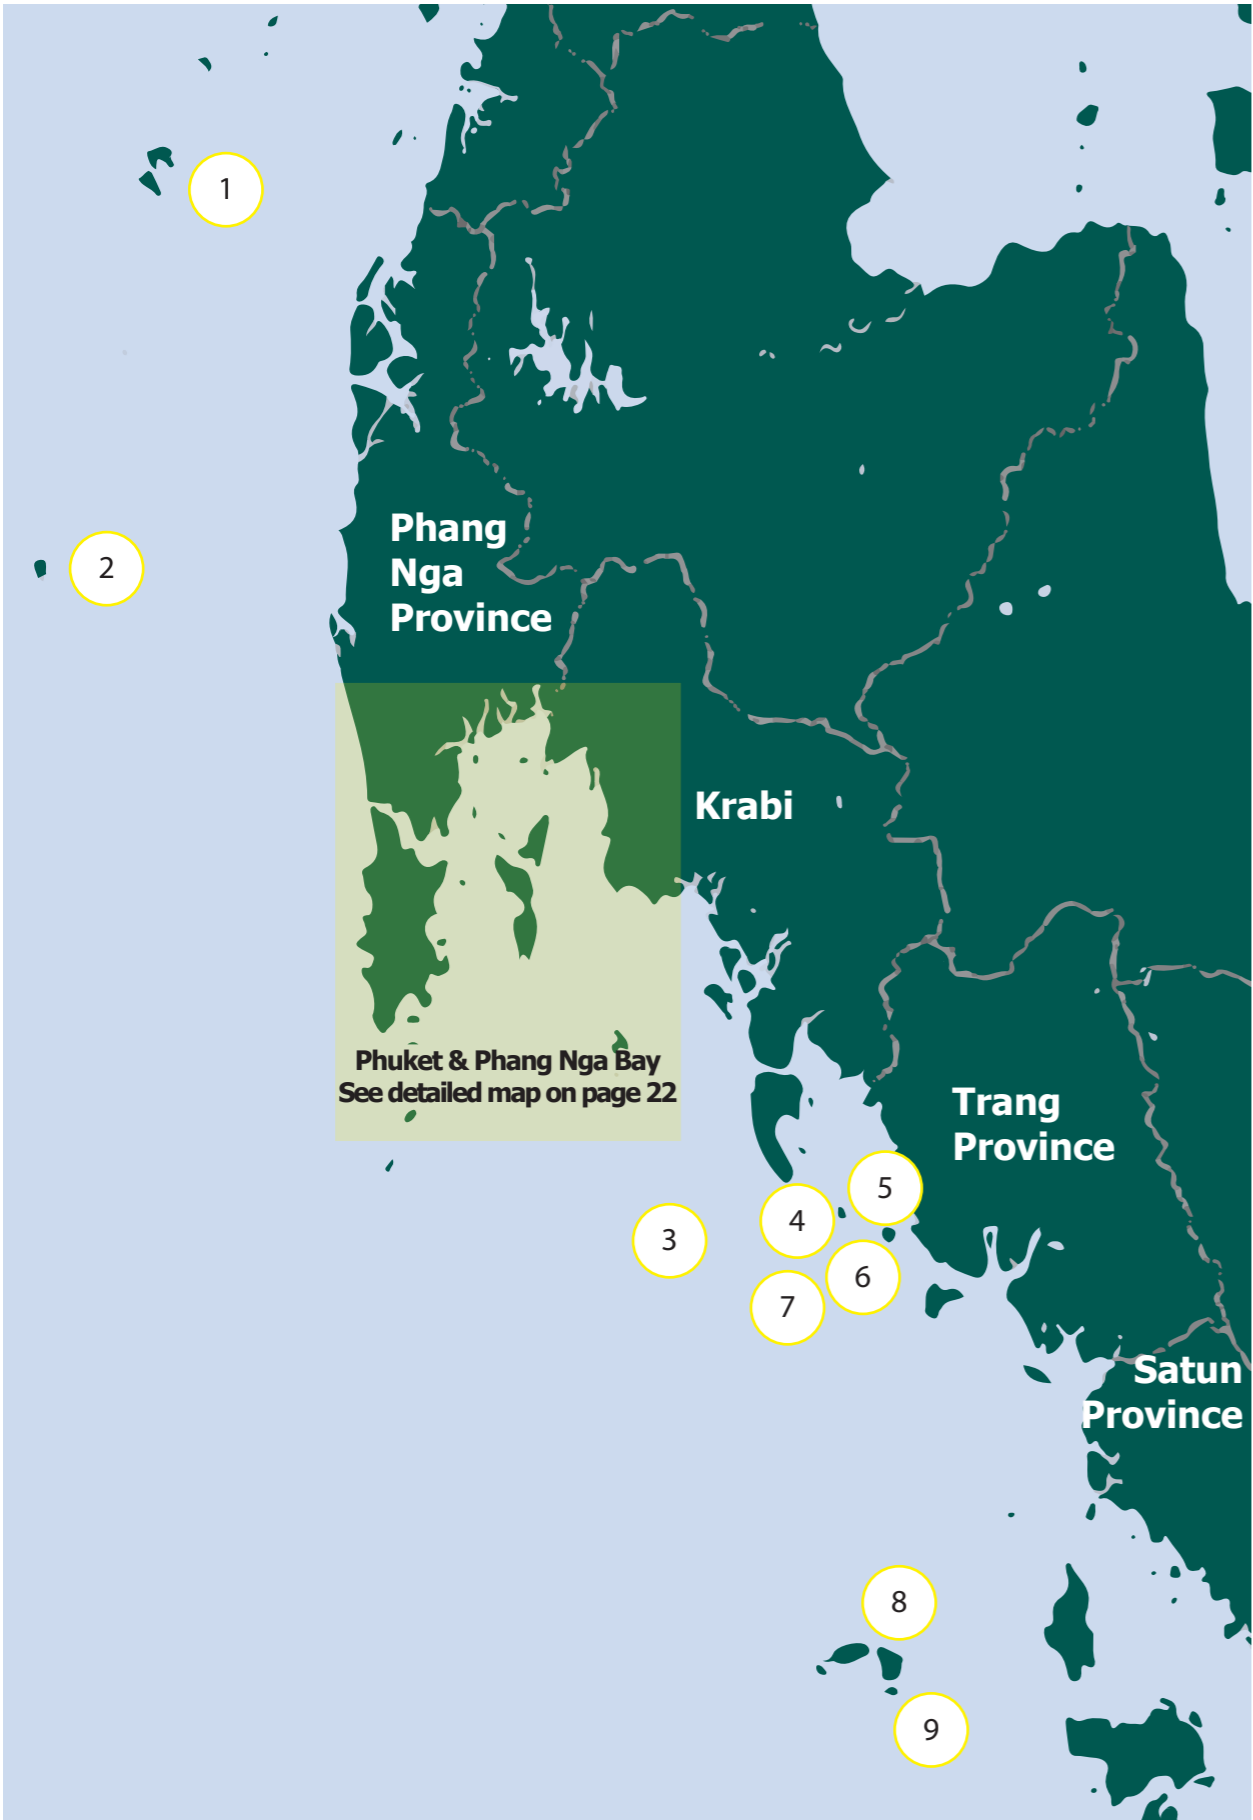 1
2
Phang
Nga
Province
Krabi
Phuket & Phang Nga Bay
See detailed map on page 22
Trang
Province
5
4
3
6
7
Satun
Province
8
9